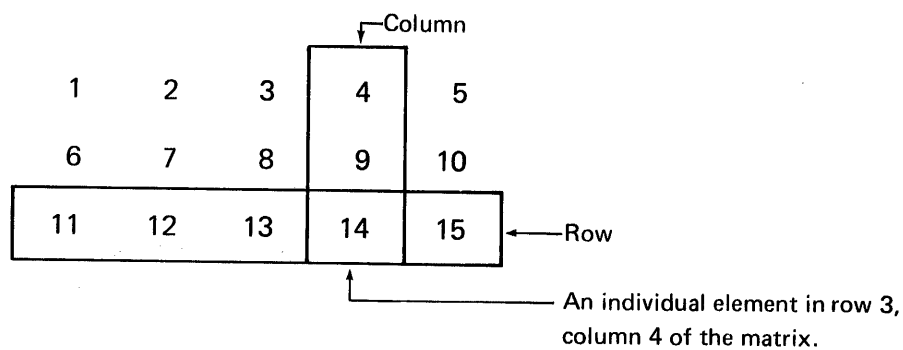 Column
1 2 3 4 5
6 7 8 9 10
11 12 13 14 15
Row
An individual element in row 3,
column 4 of the matrix.